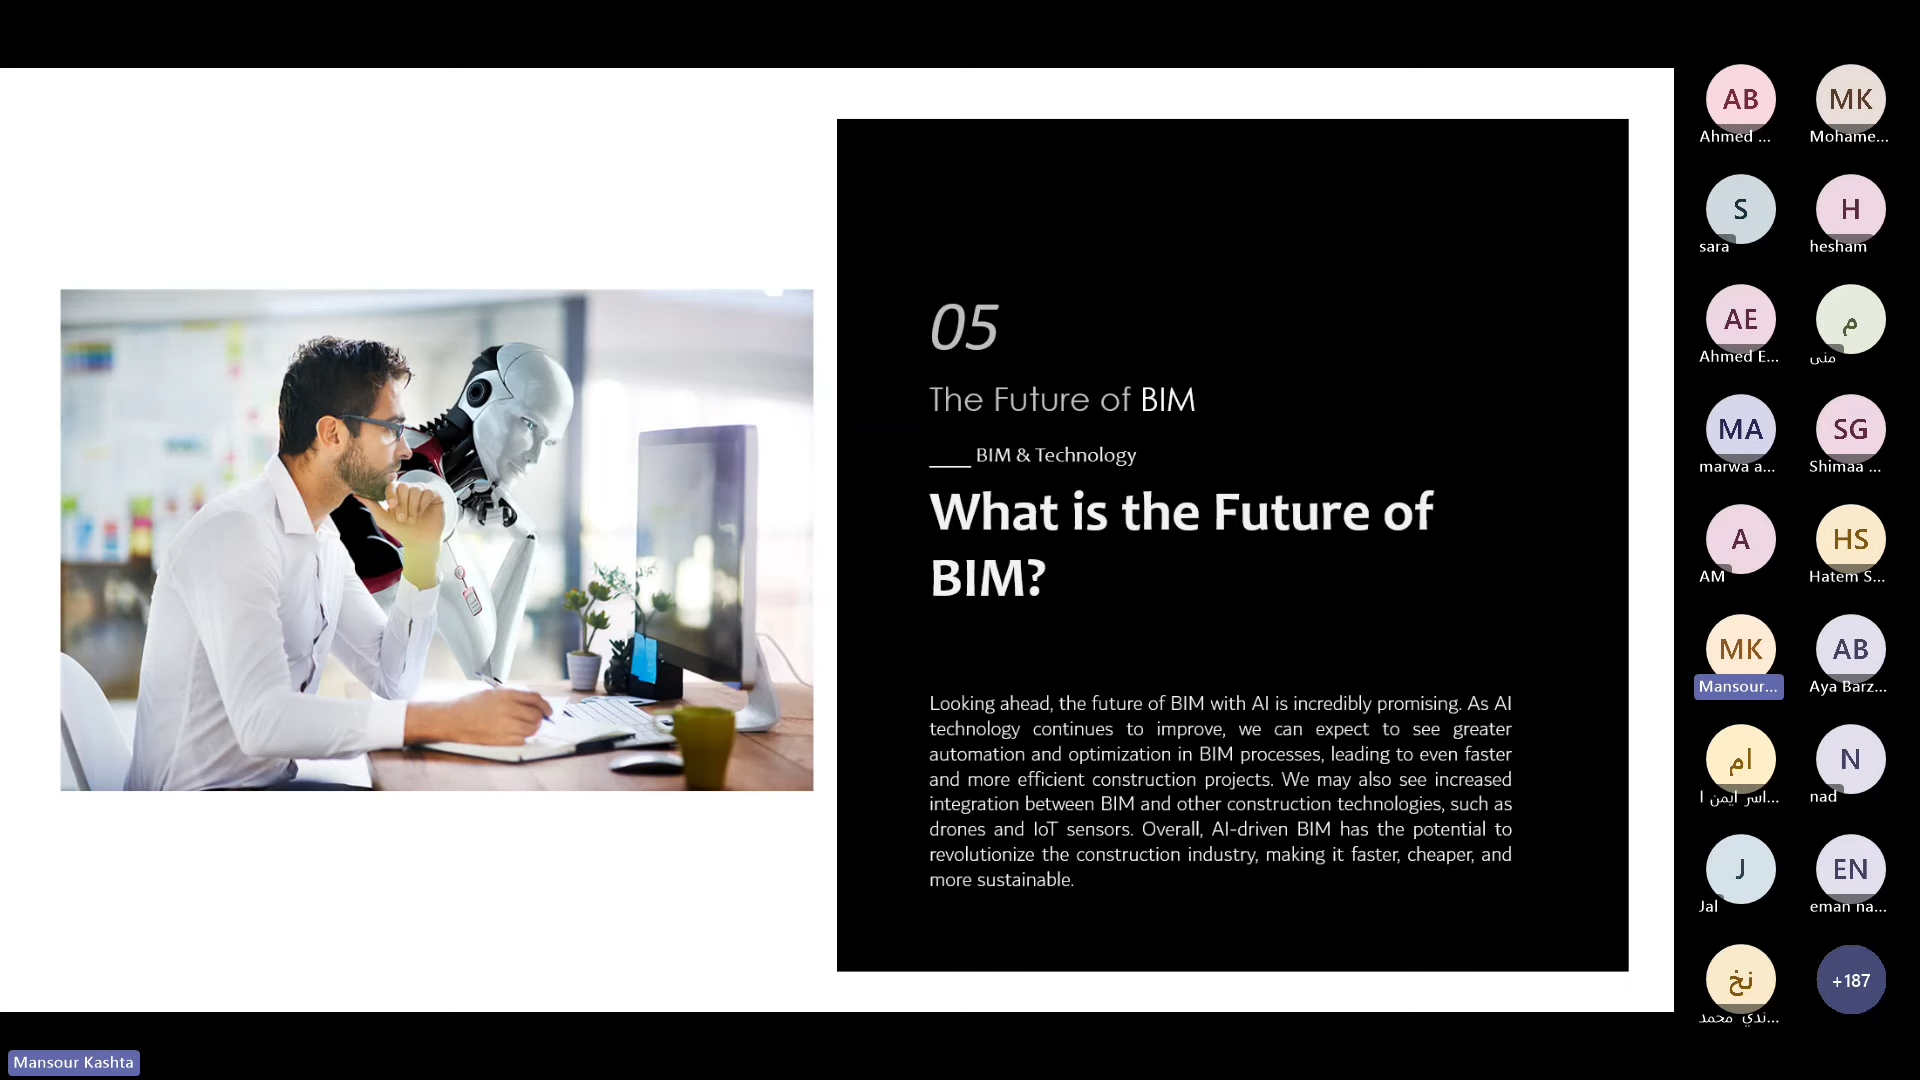 05
The Future of BIM
BIM & Technology
What is the Future of
BIM?
Looking ahead, the future of BIM with AI is incredibly promising. As AI
technology continues to improve, we can expect to see greater
automation and optimization in BIM processes, leading to even faster
and more efficient construction projects. We may also see increased
integration between BIM and other construction technologies, such as
drones and IoT sensors. Overall, AI-driven BIM has the potential to
revolutionize the construction industry, making it faster, cheaper, and
more sustainable.
AB
Ahmed ...
MK
Mohame...
S
sara
H
hesham
AE
Ahmed E...
م
منى
MA
marwa a...
SG
Shimaa ...
A
AM
HS
Hatem S...
MK
Mansour...
AB
Aya Barz...
ام
N
nad
J
Jal
EN
eman na...
نخ
+187
Mansour Kashta